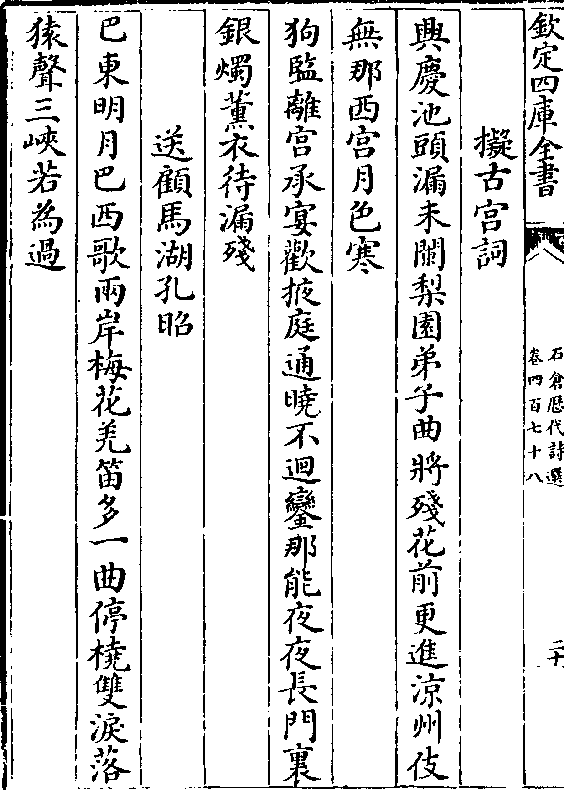 欽定四庫全書
石倉歴代詩選
卷四百七十八
二十
擬古宫詞
興慶池頭漏未闌梨園弟子曲將殘花前更進涼州伎
無那西宫月色寒
狗監離宫承宴歡掖庭通曉不迴鑾那能夜夜長門裏
銀燭薰衣待漏殘
送顧馬湖孔昭
巴東明月巴西歌兩岸梅花羌笛多一曲停橈雙淚落
猿聲三峽若為過